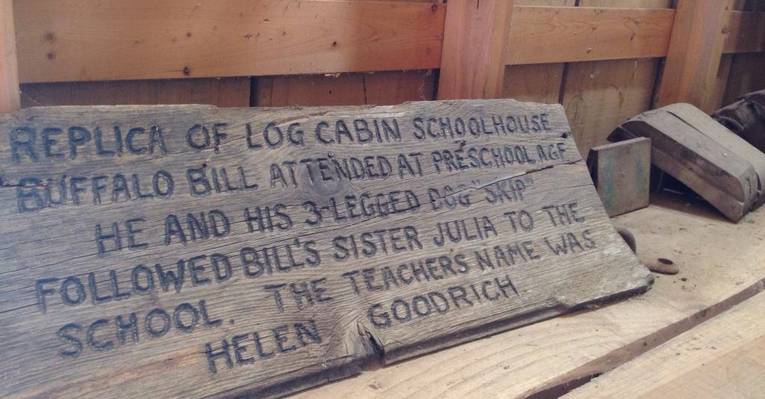 REPLICA OF LOG CABIN SCHOOLHOUSE
BUFFALO BILL ATTENDED AT PRESCHOOL AGE
HE AND HIS 3-LEGGED DOG "SKIP"
FOLLOWED BILL'S SISTER JULIA TO THE
SCHOOL. THE TEACHERS NAME WAS
HELEN GOODRICH